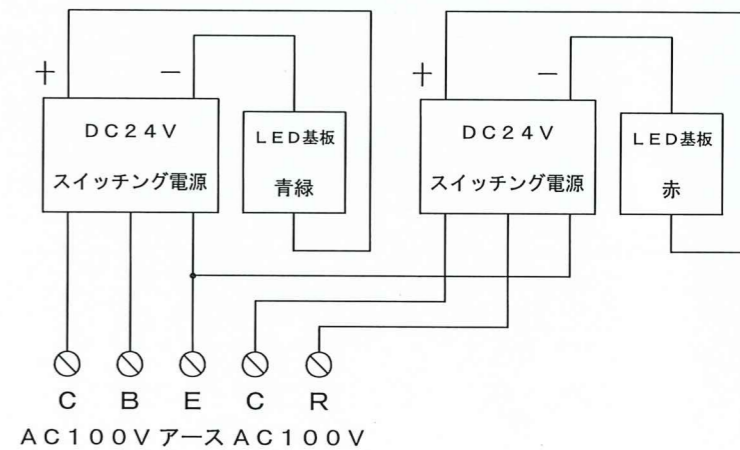 ＋ － ＋ －
ＤＣ２４Ｖ
スイッチング電源
ＬＥＤ基板
青緑
ＤＣ２４Ｖ
スイッチング電源
ＬＥＤ基板
赤
Ｃ Ｂ Ｅ Ｃ Ｒ
ＡＣ１００Ｖ アース ＡＣ１００Ｖ